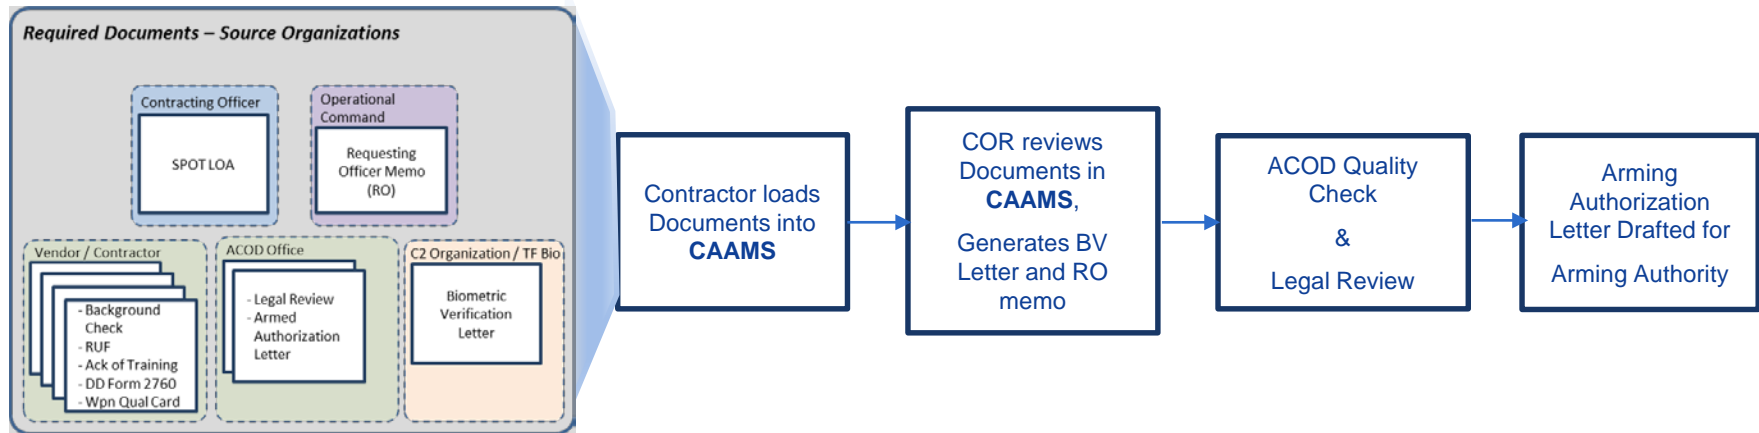 Required Documents – Source Organizations
Contracting Officer
SPOT LOA
Operational
Command
Requesting
Officer Memo
(RO)
Vendor / Contractor
- Background
Check
- RUF
- Ack of Training
- DD Form 2760
- Wpn Qual Card
ACOD Office
- Legal Review
- Armed
Authorization
Letter
C2 Organization / TF Bio
Biometric
Verification
Letter
Contractor loads
Documents into
CAAMS
COR reviews
Documents in
CAAMS,
Generates BV
Letter and RO
memo
ACOD Quality
Check
&
Legal Review
Arming
Authorization
Letter Drafted for
Arming Authority